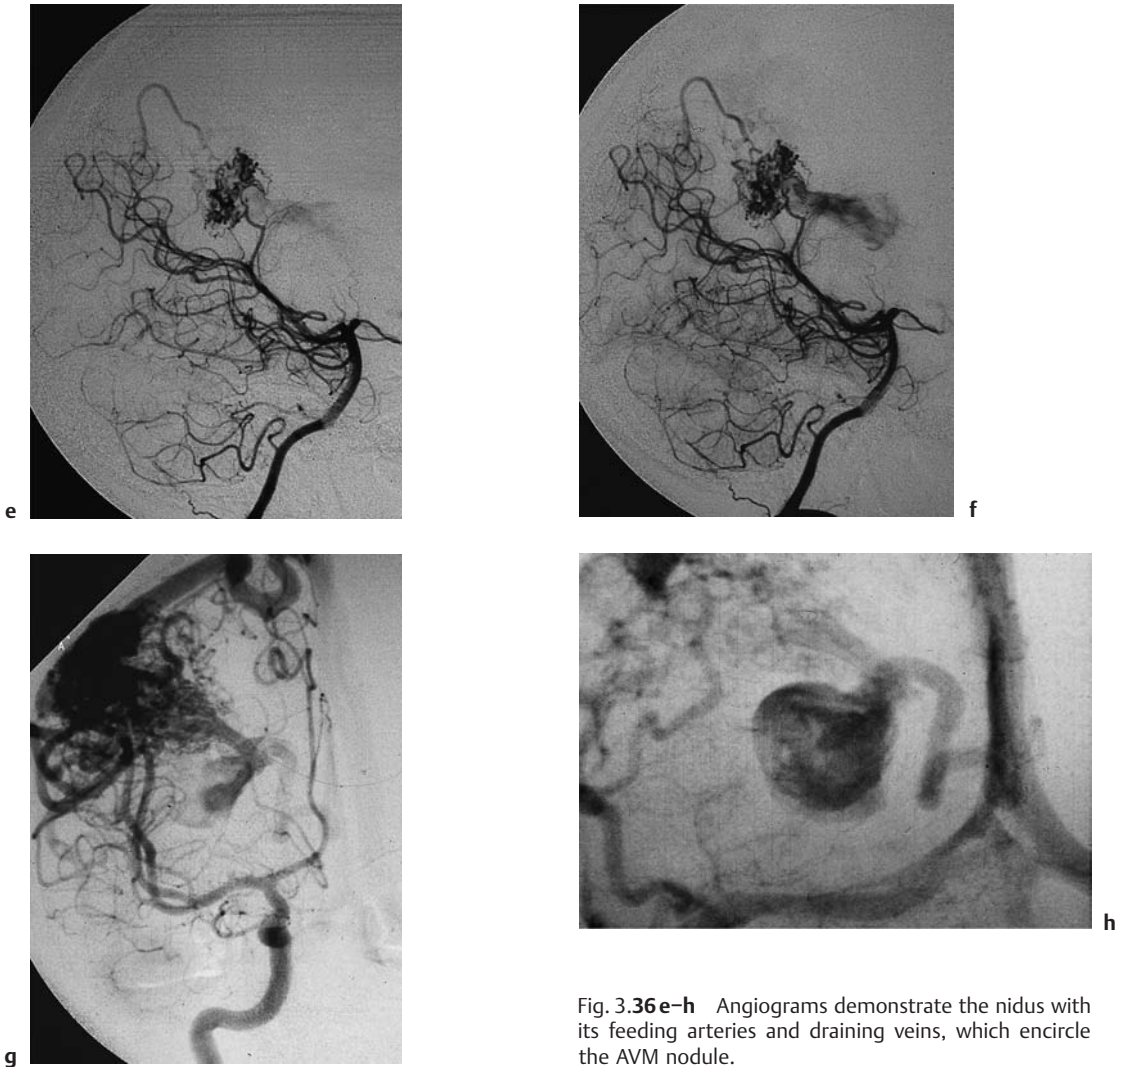 e
f
g
A
h
Fig. 3.36 e–h Angiograms demonstrate the nidus with
its feeding arteries and draining veins, which encircle
the AVM nodule.